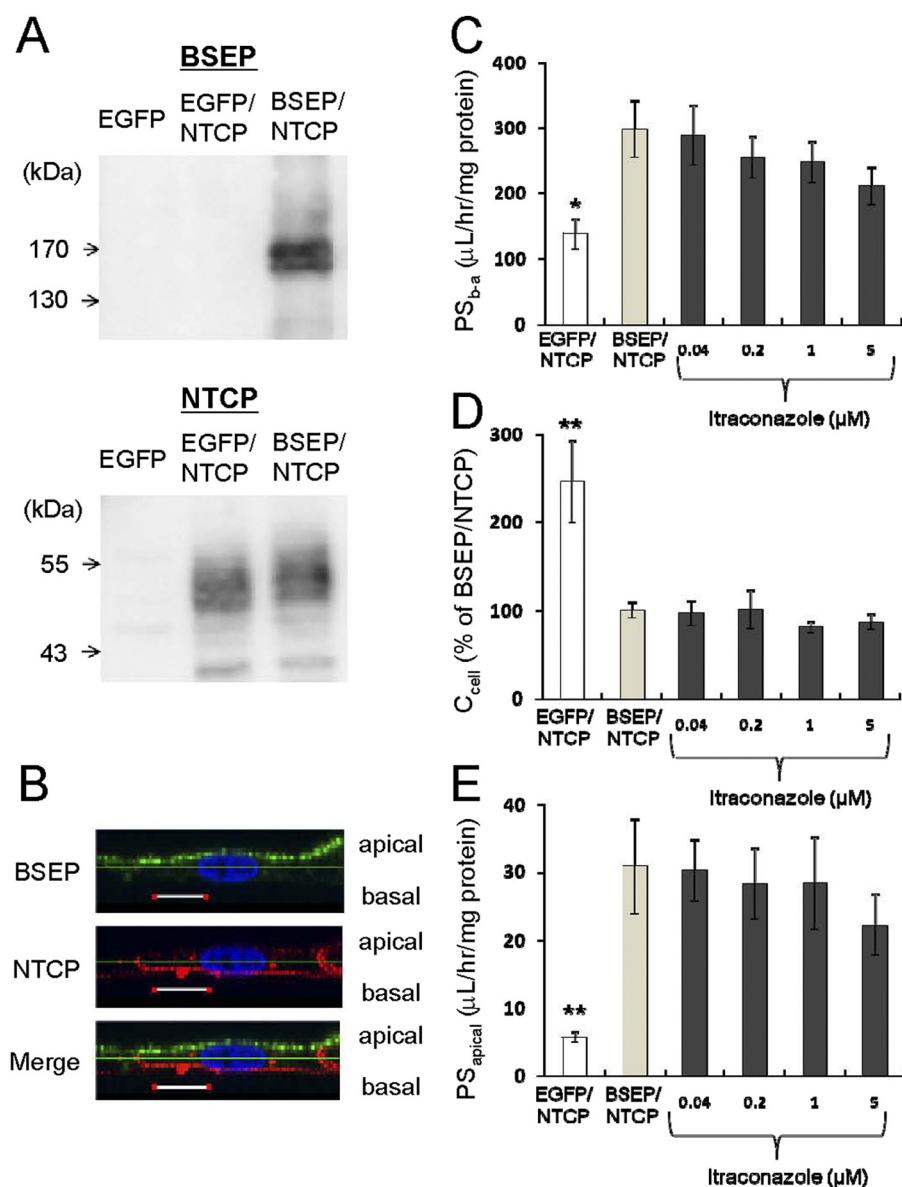 A
BSEP
EGFP EGFP/ NTCP BSEP/ NTCP
(kDa)
170
130
NTCP
EGFP EGFP/ NTCP BSEP/ NTCP
(kDa)
55
43
B
BSEP apical
basal
NTCP apical
basal
Merge apical
basal
C
PSb-a (μL/hr/mg protein)
400
300
200
100
0
*
EGFP/ NTCP BSEP/ NTCP 0.04 0.2 1 5
Itraconazole (μM)
D
Ccell (% of BSEP/NTCP)
300
200
100
0
**
EGFP/ NTCP BSEP/ NTCP 0.04 0.2 1 5
Itraconazole (μM)
E
PSapical (μL/hr/mg protein)
40
30
20
10
0
**
EGFP/ NTCP BSEP/ NTCP 0.04 0.2 1 5
Itraconazole (μM)